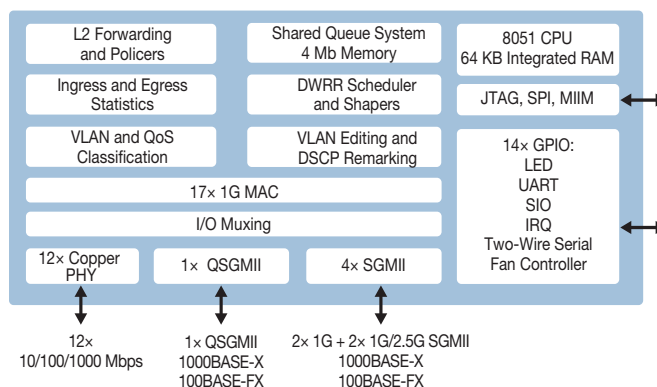 L2 Forwarding
and Policers
Shared Queue System
4 Mb Memory
8051 CPU
64 KB Integrated RAM
Ingress and Egress
Statistics
DWRR Scheduler
and Shapers
JTAG, SPI, MIIM
VLAN and QoS
Classification
VLAN Editing and
DSCP Remarking
14× GPIO:
LED
UART
SIO
IRQ
Two-Wire Serial
Fan Controller
17× 1G MAC
I/O Muxing
12× Copper
PHY
1× QSGMII
4× SGMII
12×
10/100/1000 Mbps
1× QSGMII
1000BASE-X
100BASE-FX
2× 1G + 2× 1G/2.5G SGMII
1000BASE-X
100BASE-FX